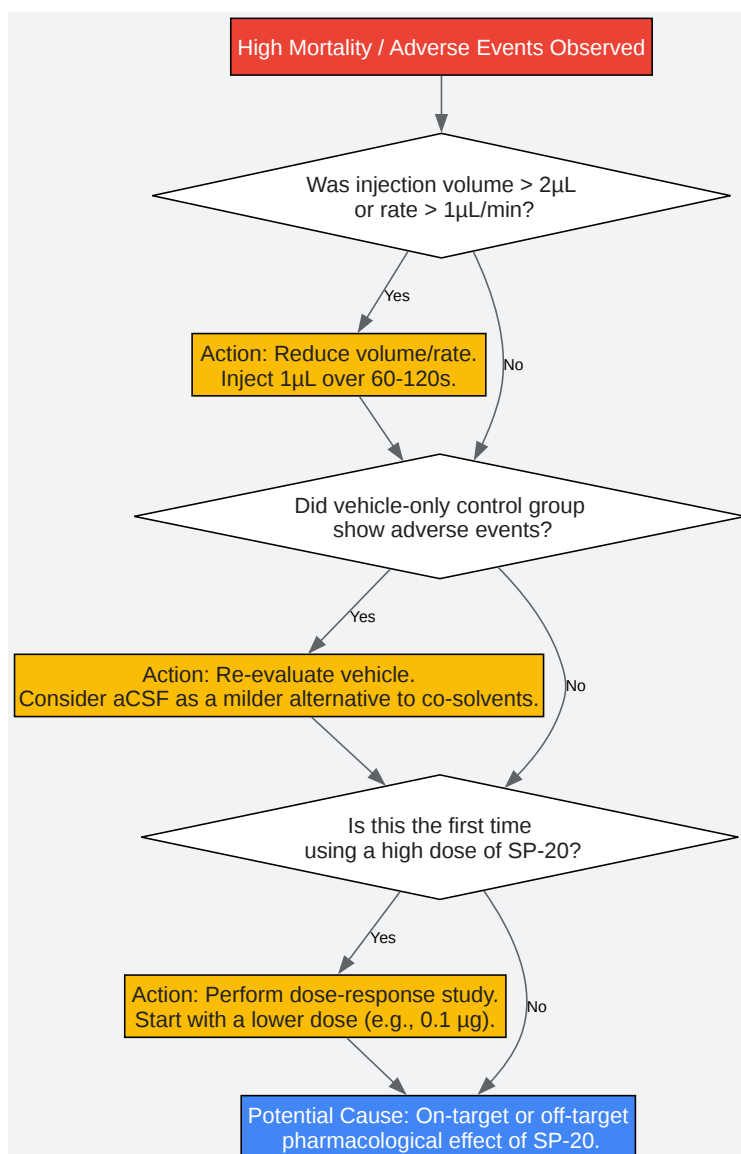 High Mortality / Adverse Events Observed
Was injection volume > 2µL
or rate > 1µL/min?
Yes
Action: Reduce volume/rate.
Inject 1µL over 60-120s.
No
Did vehicle-only control group
show adverse events?
Yes
Action: Re-evaluate vehicle.
Consider aCSF as a milder alternative to co-solvents.
No
Is this the first time
using a high dose of SP-20?
Yes
Action: Perform dose-response study.
Start with a lower dose (e.g., 0.1 µg).
No
Potential Cause: On-target or off-target
pharmacological effect of SP-20.